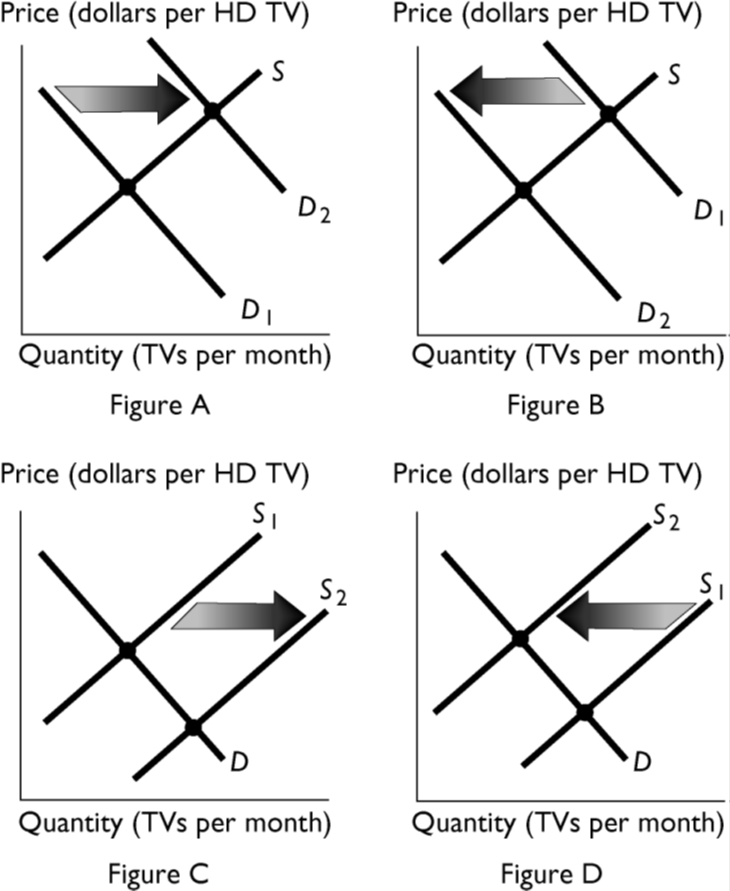 Price (dollars per HD TV)
S
D2
D1
Quantity (TVs per month)
Figure A
Price (dollars per HD TV)
S
D1
D2
Quantity (TVs per month)
Figure B
Price (dollars per HD TV)
S1
S2
D
Quantity (TVs per month)
Figure C
Price (dollars per HD TV)
S2
S1
D
Quantity (TVs per month)
Figure D